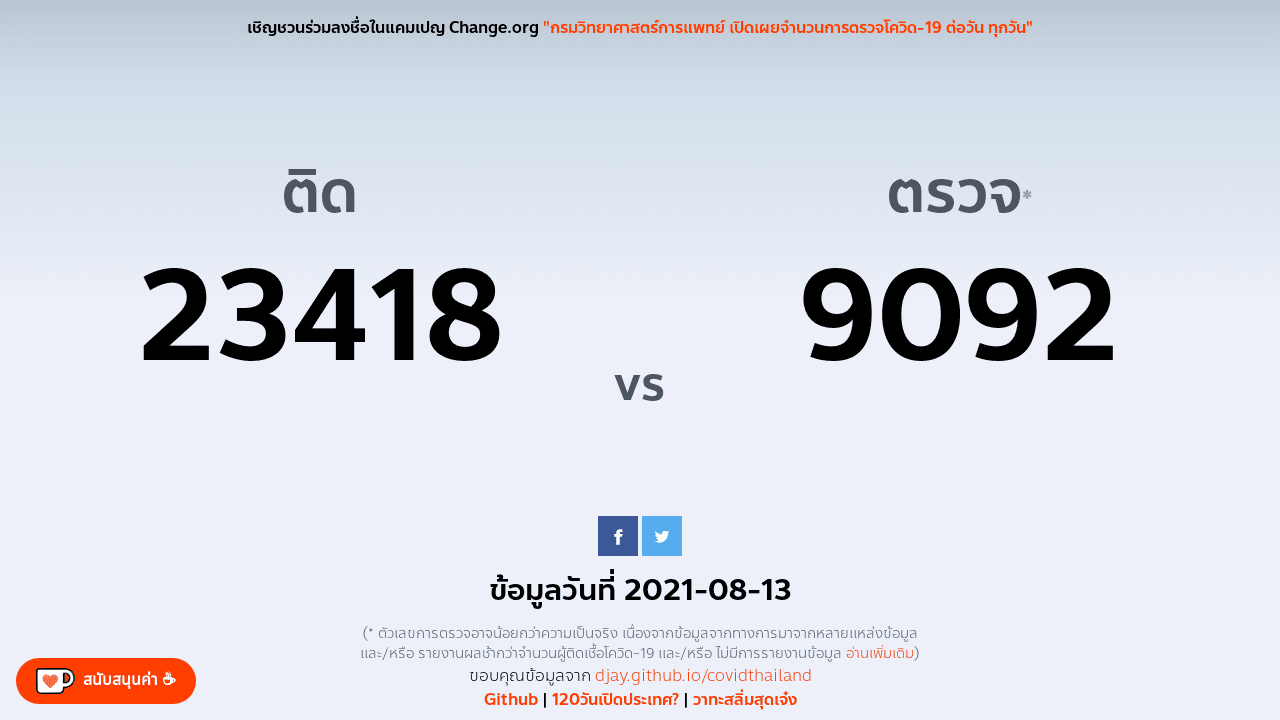 เชิญชวนร่วมลงชื่อในแคมเปญ Change.org "กรมวิทยาศาสตร์การแพทย์ เปิดเผยจำนวนการตรวจโควิด-19 ต่อวัน ทุกวัน"
ติด
ตรวจ*
23418
9092
vs
ข้อมูลวันที่ 2021-08-13
(* ตัวเลขการตรวจอาจน้อยกว่าความเป็นจริง เนื่องจากข้อมูลจากทางการมาจากหลายแหล่งข้อมูล
และ/หรือ รายงานผลช้ากว่าจำนวนผู้ติดเชื้อโควิด-19 และ/หรือ ไม่มีการรายงานข้อมูล อ่านเพิ่มเติม)
ขอบคุณข้อมูลจาก djay.github.io/covidthailand
Github | 120วันเปิดประเทศ? | วาทะสลิ่มสุดเจ๋ง
สนับสนุนค่า ☕